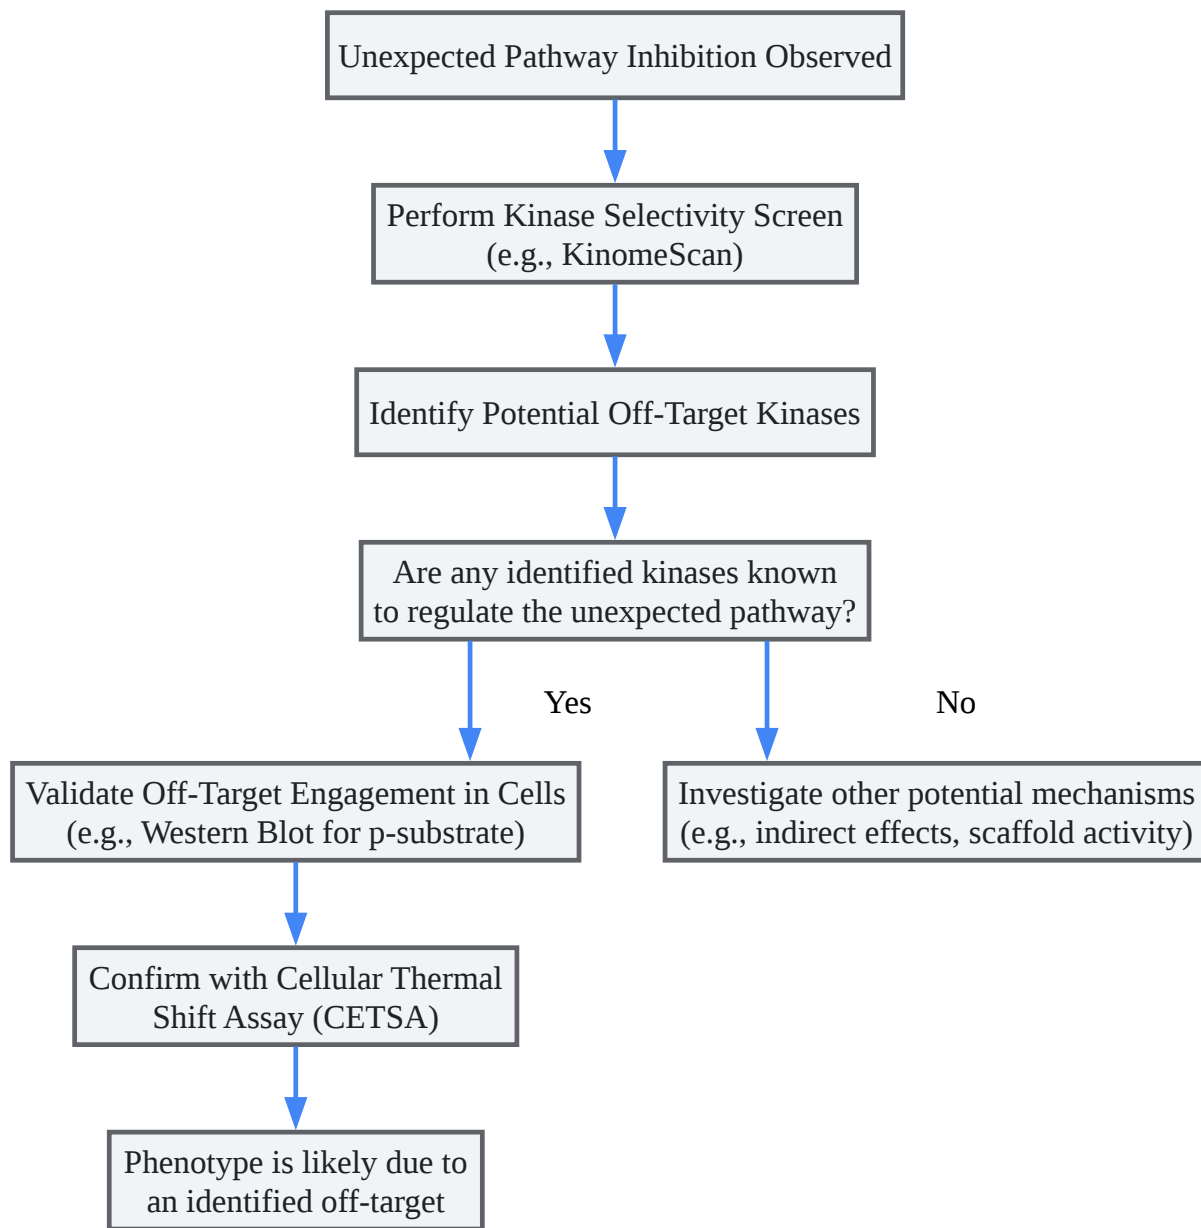 Unexpected Pathway Inhibition Observed
Perform Kinase Selectivity Screen
(e.g., KinomeScan)
Identify Potential Off-Target Kinases
Are any identified kinases known
to regulate the unexpected pathway?
Yes
No
Validate Off-Target Engagement in Cells
(e.g., Western Blot for p-substrate)
Investigate other potential mechanisms
(e.g., indirect effects, scaffold activity)
Confirm with Cellular Thermal
Shift Assay (CETSA)
Phenotype is likely due to
an identified off-target